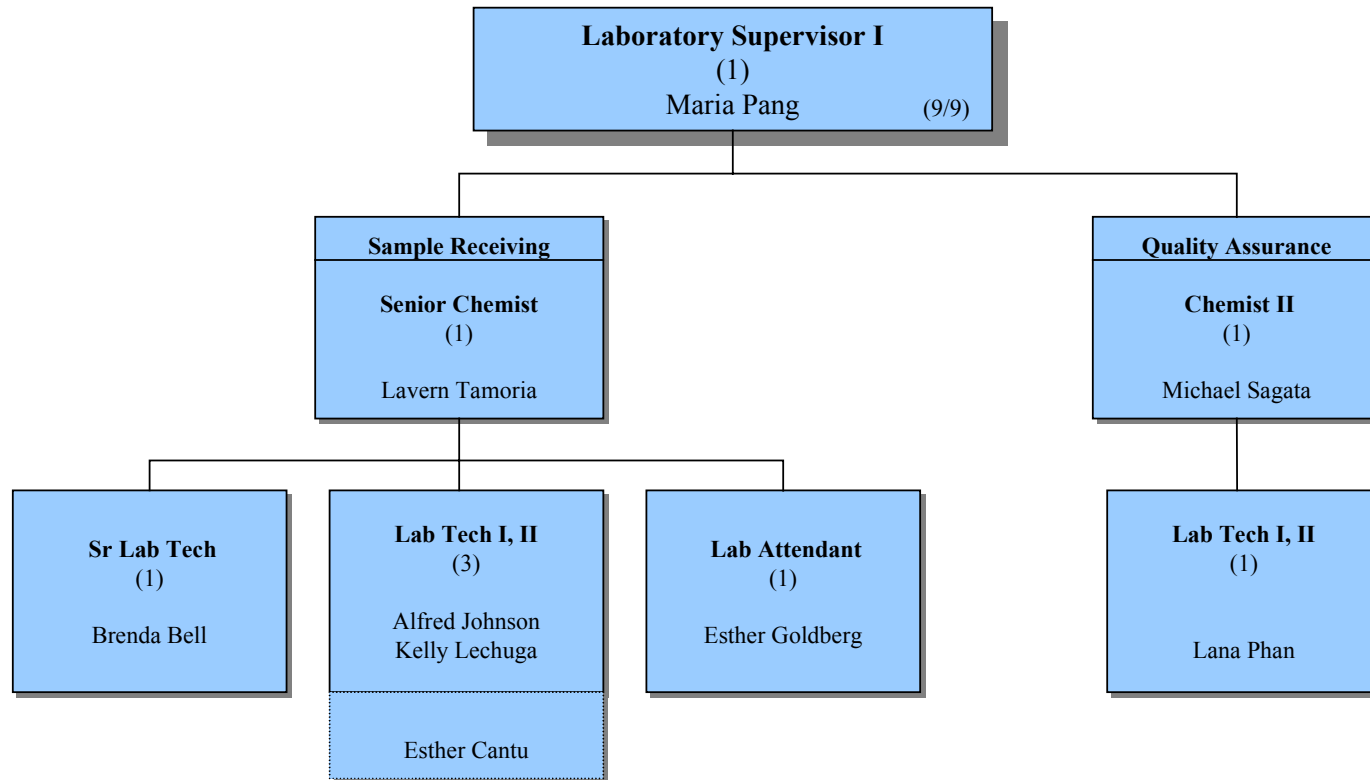 Laboratory Supervisor I
(1)
Maria Pang (9/9)
Sample Receiving
Senior Chemist
(1)
Lavern Tamoria
Quality Assurance
Chemist II
(1)
Michael Sagata
Sr Lab Tech
(1)
Brenda Bell
Lab Tech I, II
(3)
Alfred Johnson
Kelly Lechuga
Esther Cantu
Lab Attendant
(1)
Esther Goldberg
Lab Tech I, II
(1)
Lana Phan